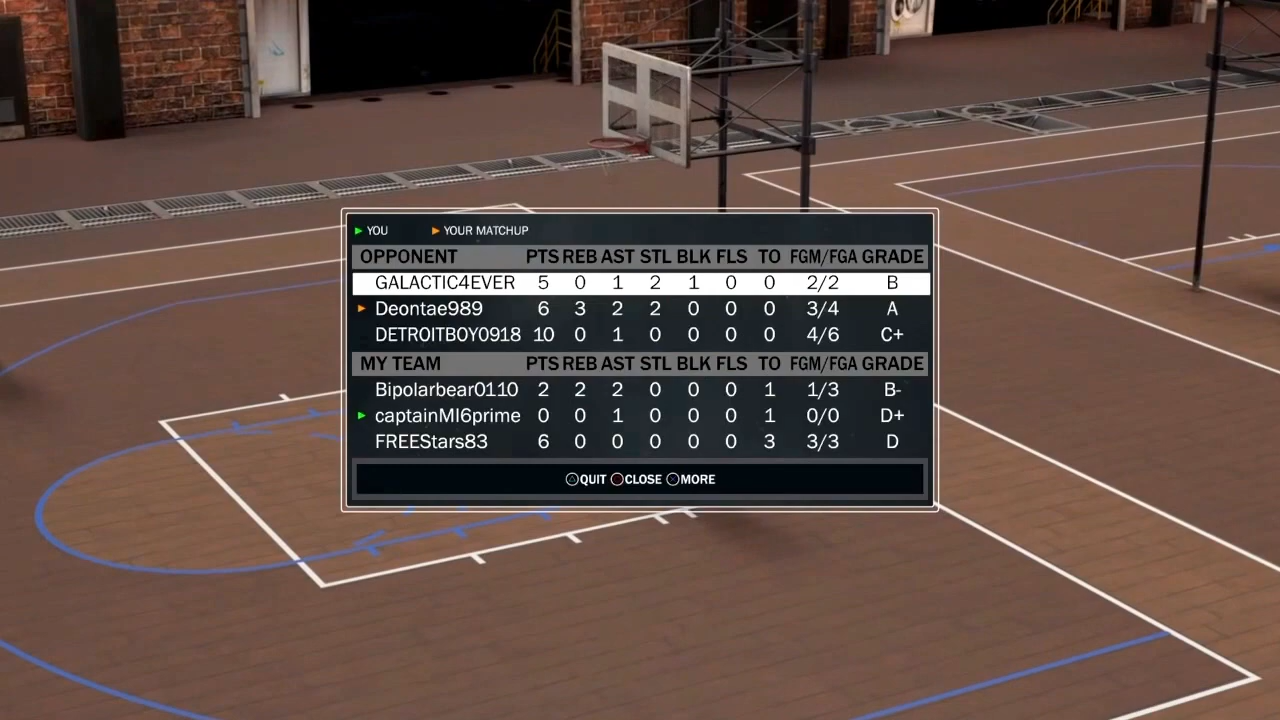 YOU YOUR MATCHUP
OPPONENT PTS REB AST STL BLK FLS TO FGM/FGA GRADE
GALACTIC4EVER 5 0 1 2 1 0 0 2/2 B
Deontae989 6 3 2 2 0 0 0 3/4 A
DETROITBOY0918 10 0 1 0 0 0 0 4/6 C+
MY TEAM PTS REB AST STL BLK FLS TO FGM/FGA GRADE
Bipolarbear0110 2 2 2 0 0 0 1 1/3 B-
captainMI6prime 0 0 1 0 0 0 1 0/0 D+
FREEStars83 6 0 0 0 0 0 3 3/3 D
QUIT CLOSE MORE